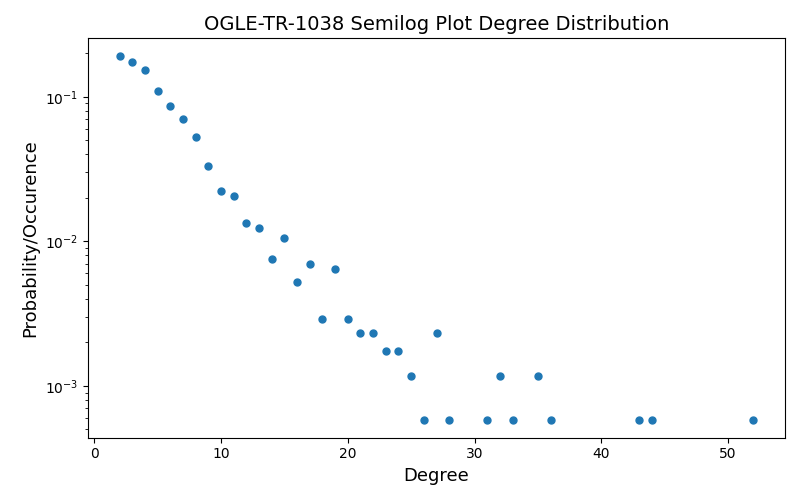 OGLE-TR-1038 Semilog Plot Degree Distribution
Probability/Occurence
10⁻¹
10⁻²
10⁻³
0 10 20 30 40 50
Degree